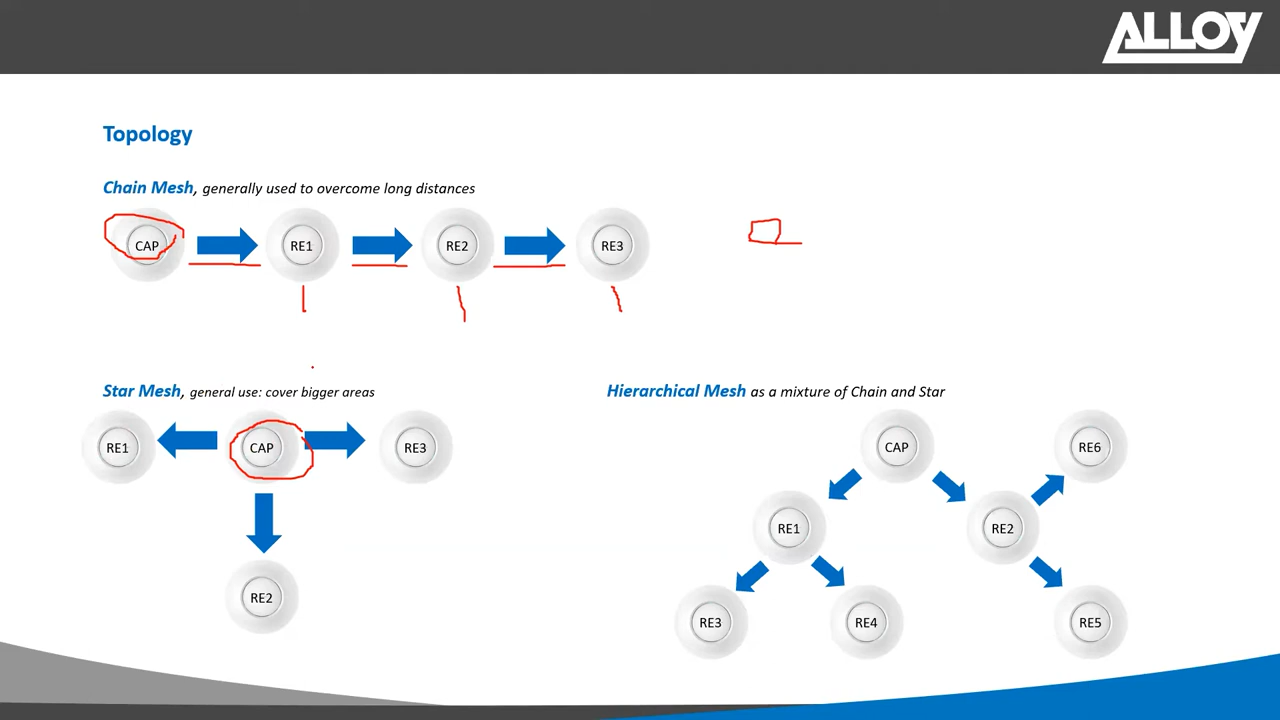 ALLOY
Topology
Chain Mesh, generally used to overcome long distances
CAP RE1 RE2 RE3
Star Mesh, general use: cover bigger areas
RE1 CAP RE3
RE2
Hierarchical Mesh as a mixture of Chain and Star
CAP RE6
RE1 RE2
RE3 RE4 RE5